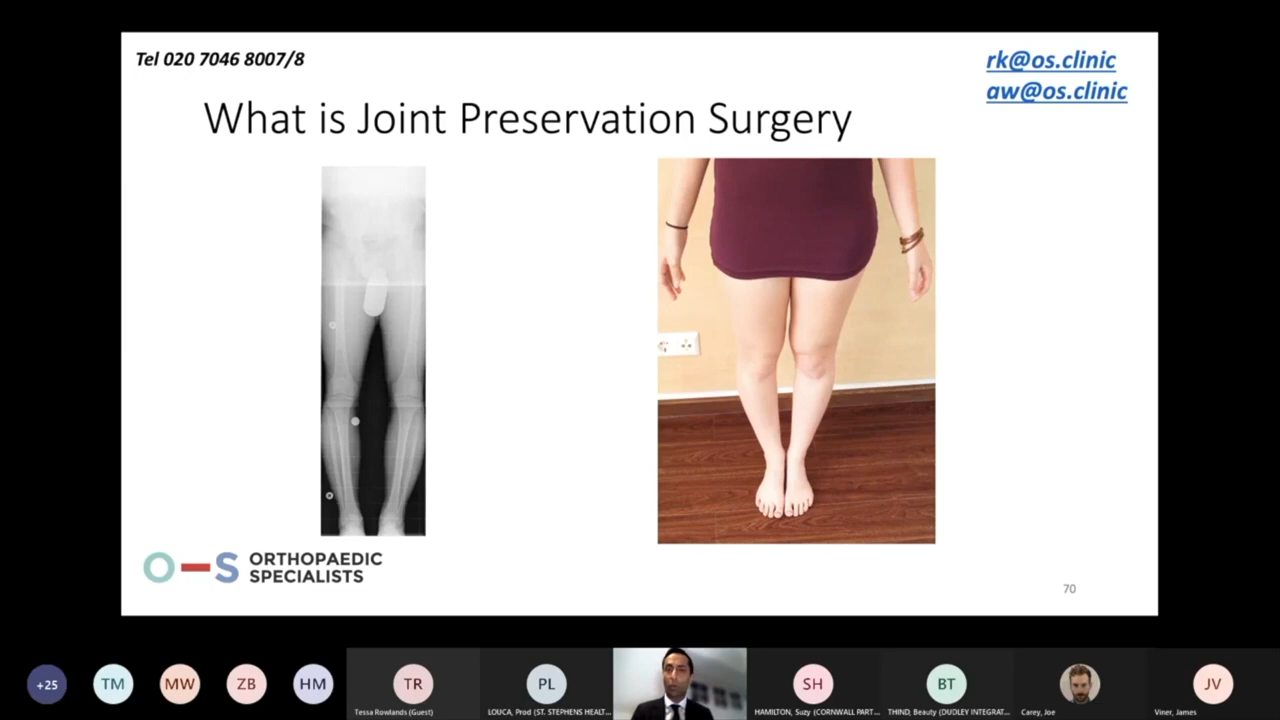 Tel 020 7046 8007/8
rk@os.clinic
aw@os.clinic
What is Joint Preservation Surgery
O-S ORTHOPAEDIC
SPECIALISTS
70
+25
TM
MW
ZB
HM
TR
PL
SH
BT
JV
Tessa Rowlands (Guest)
LOUCA, Prod (ST. STEPHENS HEALT...
HAMILTON, Suzy (CORNWALL PART...
THIND, Beauty (DUDLEY INTEGRAT...
Carey, Joe
Viner, James